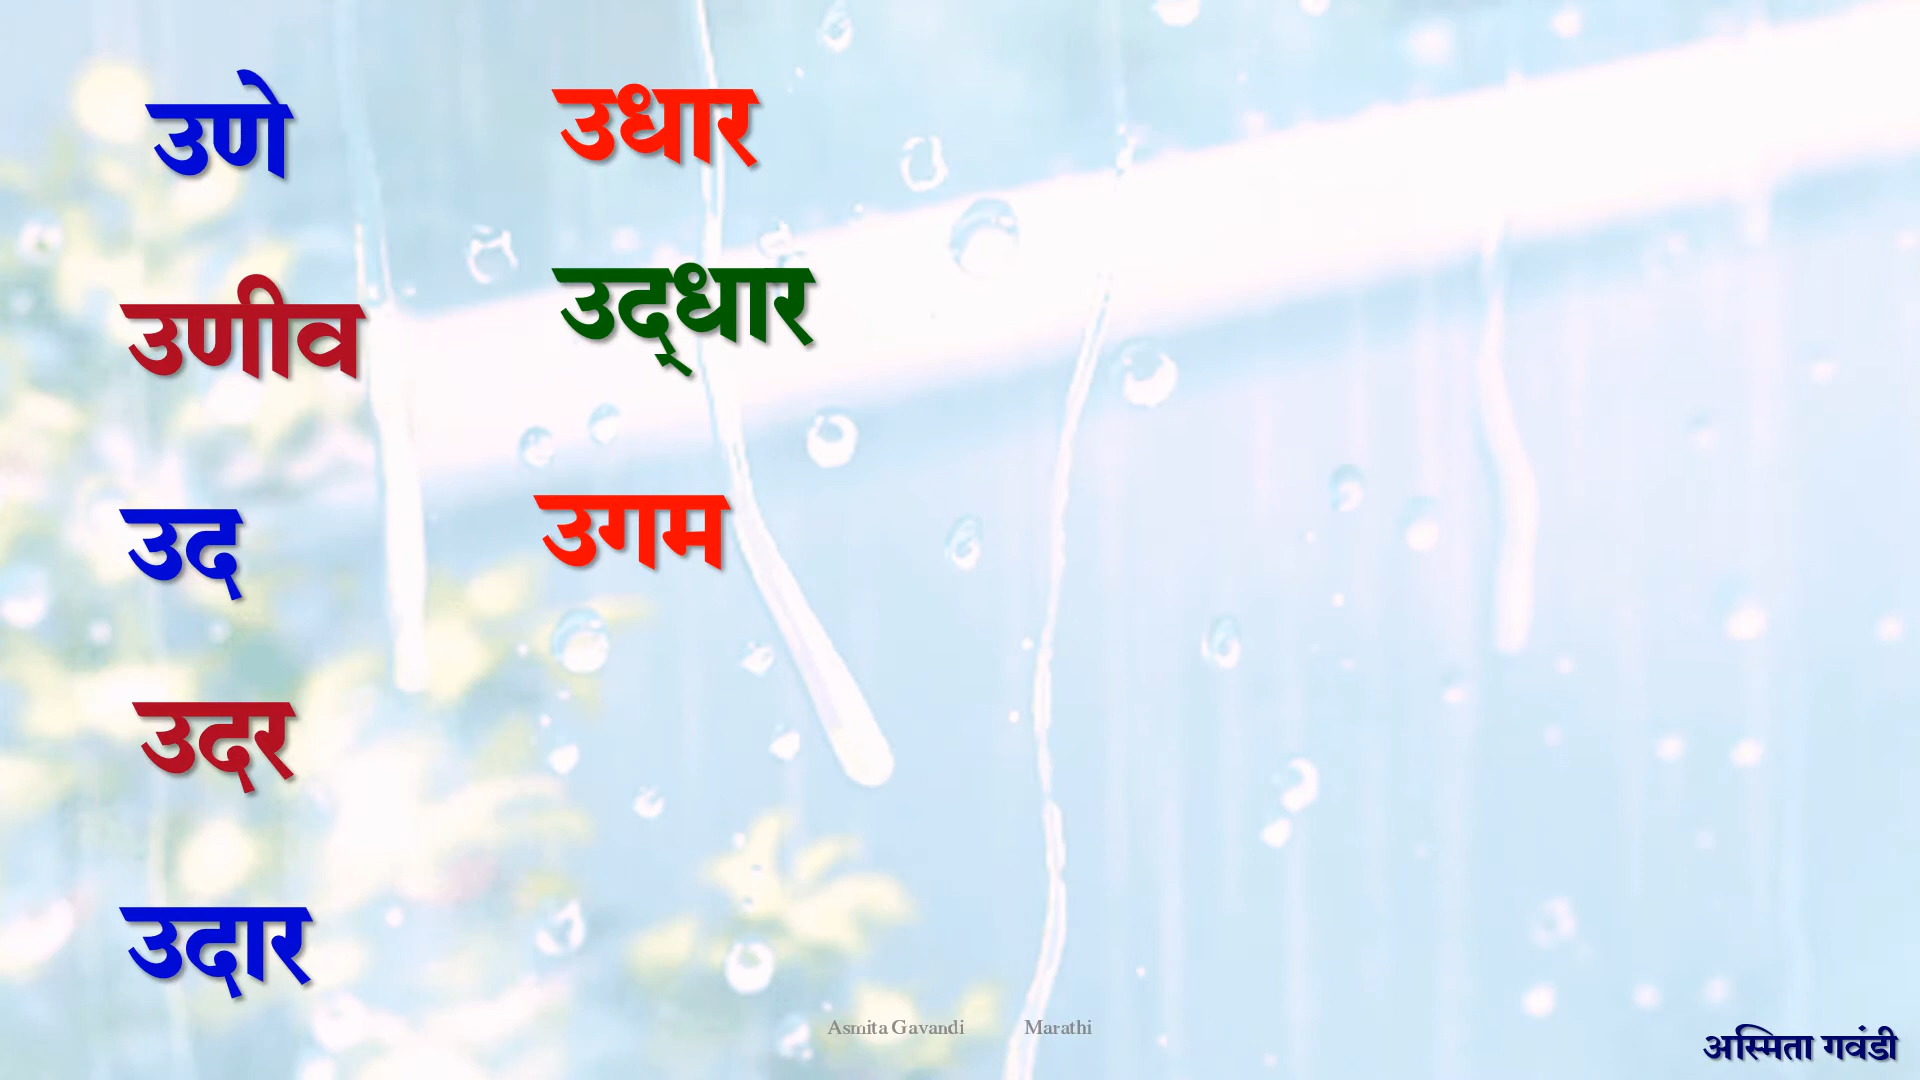 उणे
उणीव
उद
उदर
उदार
उधार
उद्‌धार
उगम
Asmita Gavandi Marathi
अस्मिता गवंडी